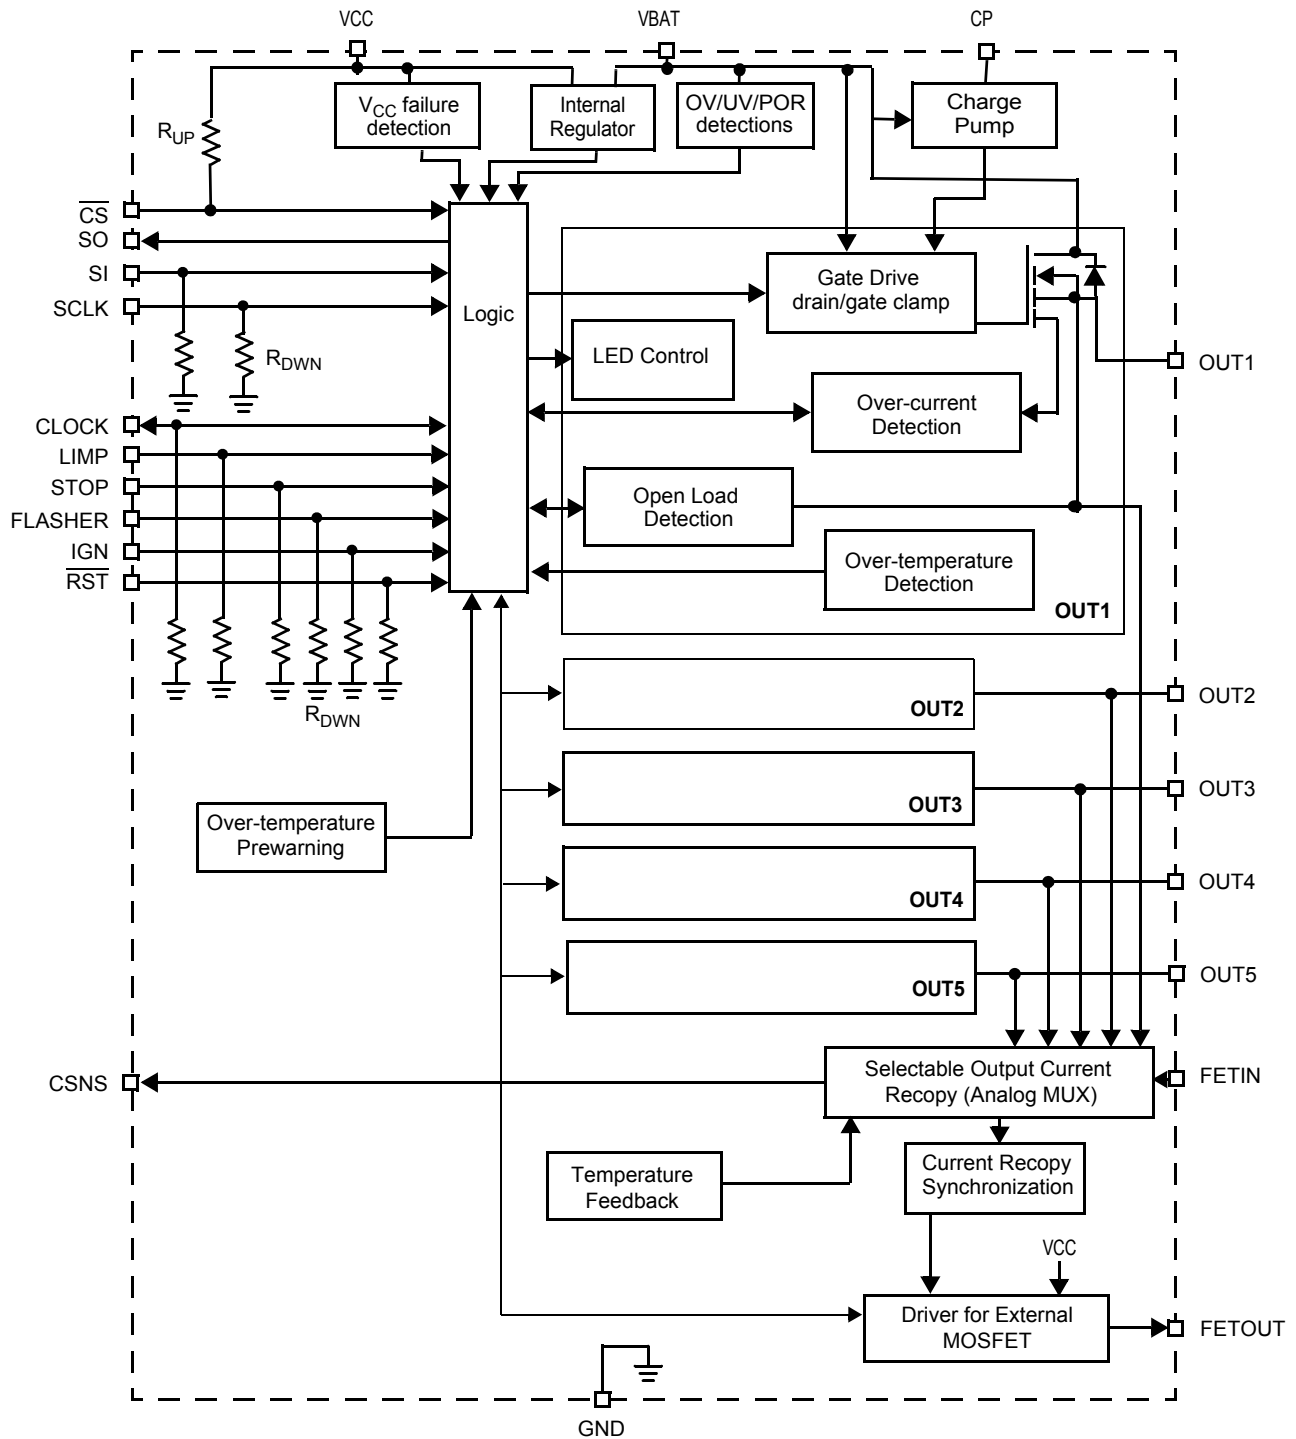 VCC
VBAT
CP
VCC failure
detection
Internal
Regulator
OV/UV/POR
detections
Charge
Pump
RUP
CS
SO
SI
SCLK
RDWN
Logic
Gate Drive
drain/gate clamp
LED Control
OUT1
Over-current
Detection
CLOCK
LIMP
STOP
FLASHER
IGN
RST
Open Load
Detection
Over-temperature
Detection
OUT1
RDWN
OUT2
OUT2
OUT3
OUT3
Over-temperature
Prewarning
OUT4
OUT4
OUT5
OUT5
CSNS
Selectable Output Current
Recopy (Analog MUX)
FETIN
Temperature
Feedback
Current Recopy
Synchronization
VCC
Driver for External
MOSFET
FETOUT
GND